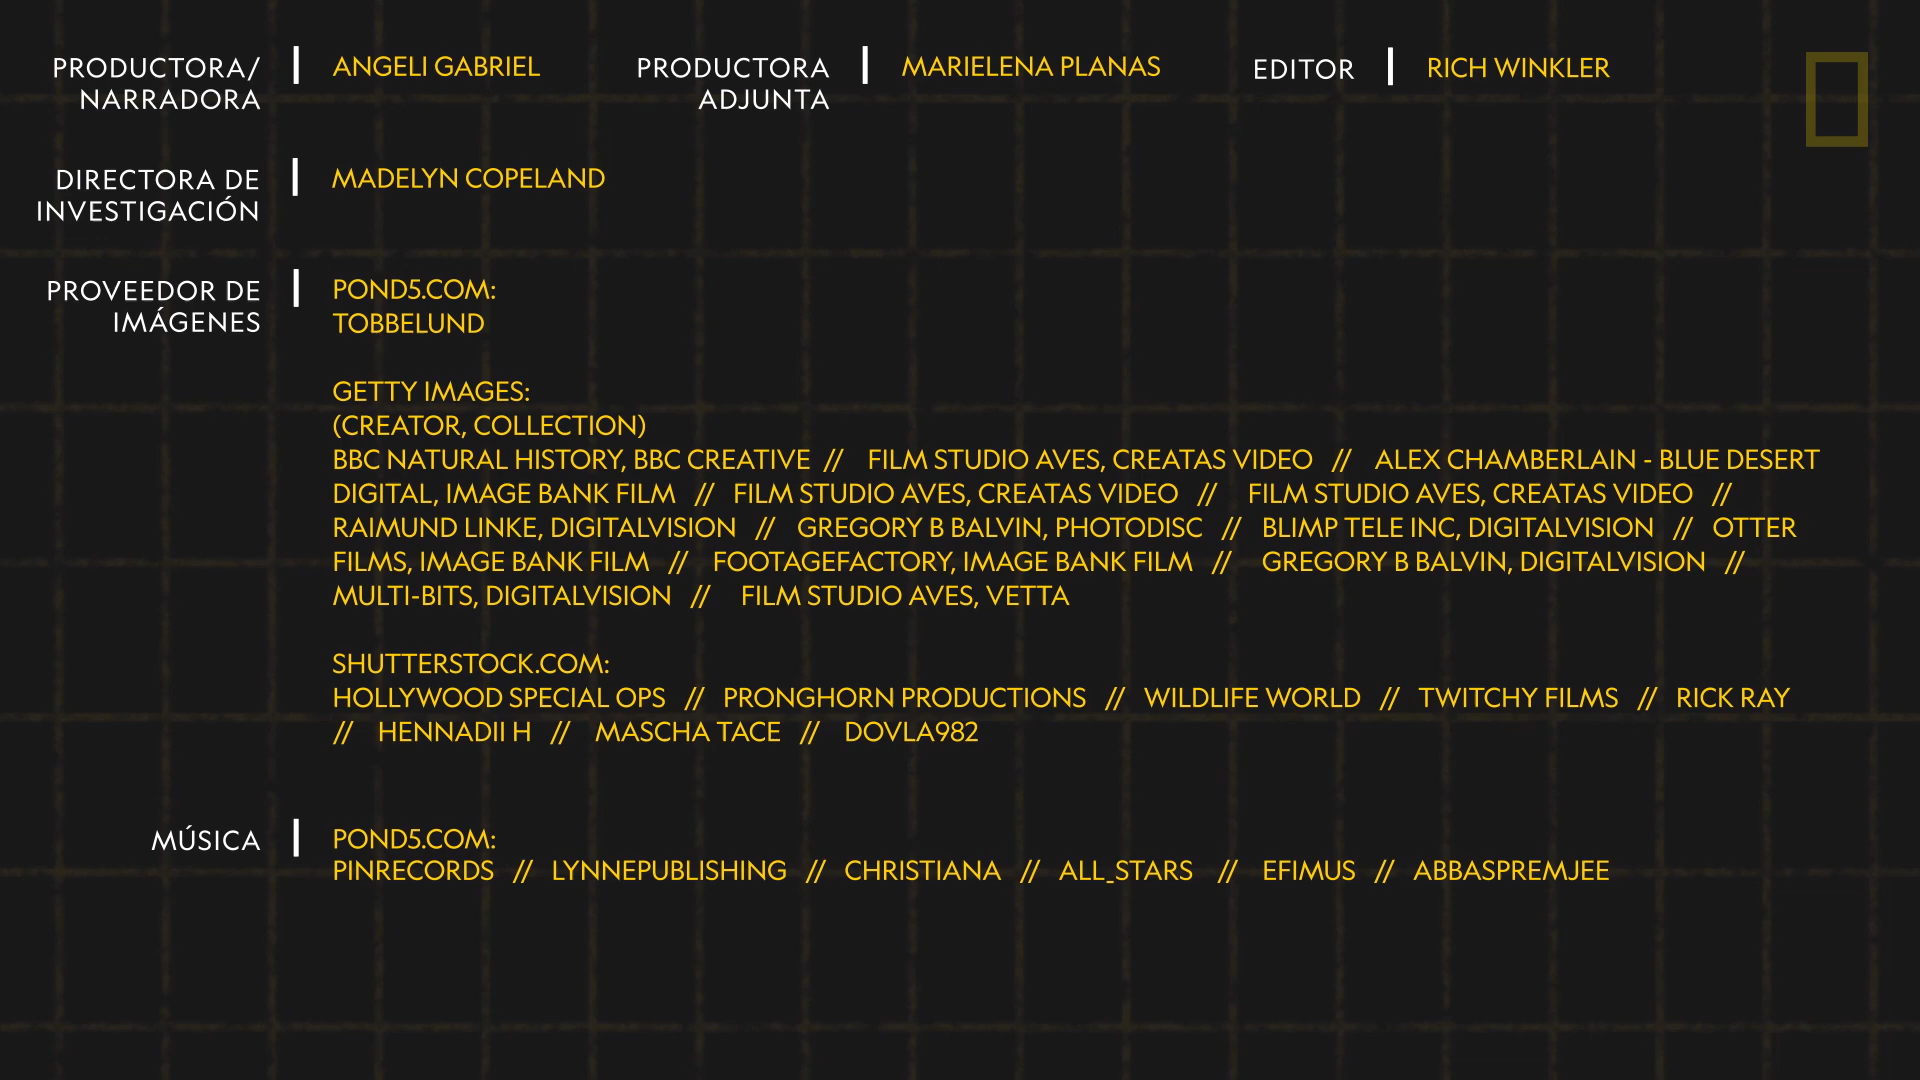 PRODUCTORA/
NARRADORA
ANGELI GABRIEL
PRODUCTORA
ADJUNTA
MARIELENA PLANAS
EDITOR
RICH WINKLER
DIRECTORA DE
INVESTIGACIÓN
MADELYN COPELAND
PROVEEDOR DE
IMÁGENES
POND5.COM:
TOBBELUND
GETTY IMAGES:
(CREATOR, COLLECTION)
BBC NATURAL HISTORY, BBC CREATIVE // FILM STUDIO AVES, CREATAS VIDEO // ALEX CHAMBERLAIN - BLUE DESERT
DIGITAL, IMAGE BANK FILM // FILM STUDIO AVES, CREATAS VIDEO // FILM STUDIO AVES, CREATAS VIDEO //
RAIMUND LINKE, DIGITALVISION // GREGORY B BALVIN, PHOTODISC // BLIMP TELE INC, DIGITALVISION // OTTER
FILMS, IMAGE BANK FILM // FOOTAGEFACTORY, IMAGE BANK FILM // GREGORY B BALVIN, DIGITALVISION //
MULTI-BITS, DIGITALVISION // FILM STUDIO AVES, VETTA
SHUTTERSTOCK.COM:
HOLLYWOOD SPECIAL OPS // PRONGHORN PRODUCTIONS // WILDLIFE WORLD // TWITCHY FILMS // RICK RAY
// HENNADII H // MASCHA TACE // DOVLA982
MÚSICA
POND5.COM:
PINRECORDS // LYNNEPUBLISHING // CHRISTIANA // ALL_STARS // EFIMUS // ABBASPREMJEE